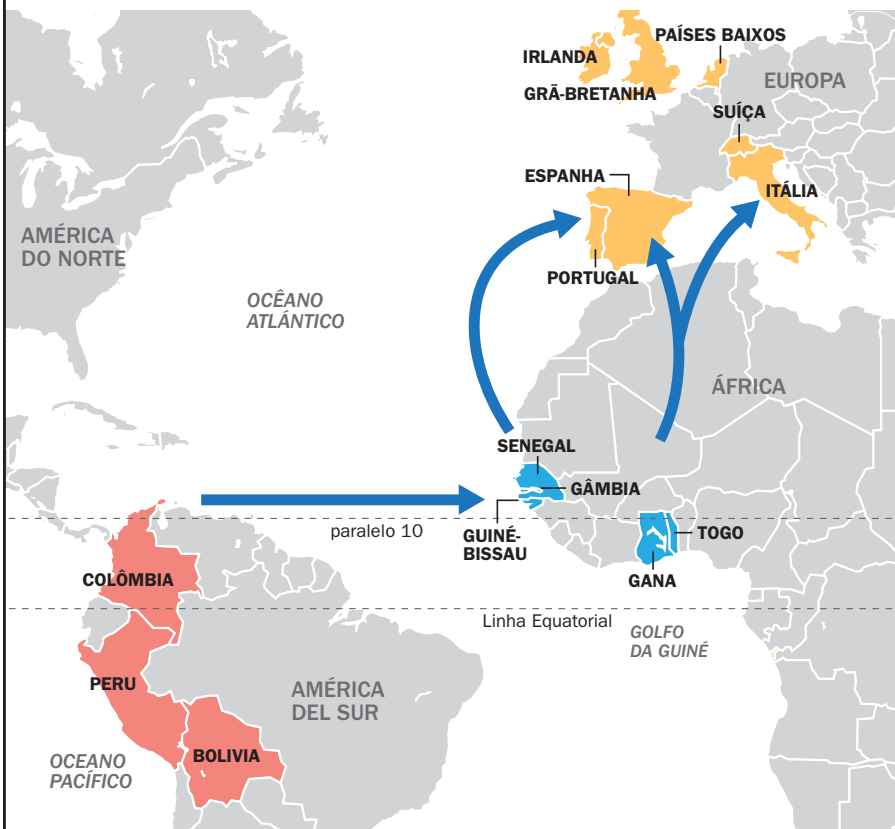 PAÍSES BAIXOS
IRLANDA
EUROPA
GRÃ-BRETANHA
SUÍÇA
ESPANHA
ITÁLIA
AMÉRICA
DO NORTE
PORTUGAL
OCÊANO
ATLÁNTICO
ÁFRICA
SENEGAL
GÂMBIA
paralelo 10
GUINÉ-
BISSAU
TOGO
COLÔMBIA
GANA
Linha Equatorial
GOLFO
DA GUINÉ
PERU
AMÉRICA
DEL SUR
BOLIVIA
OCEANO
PACÍFICO